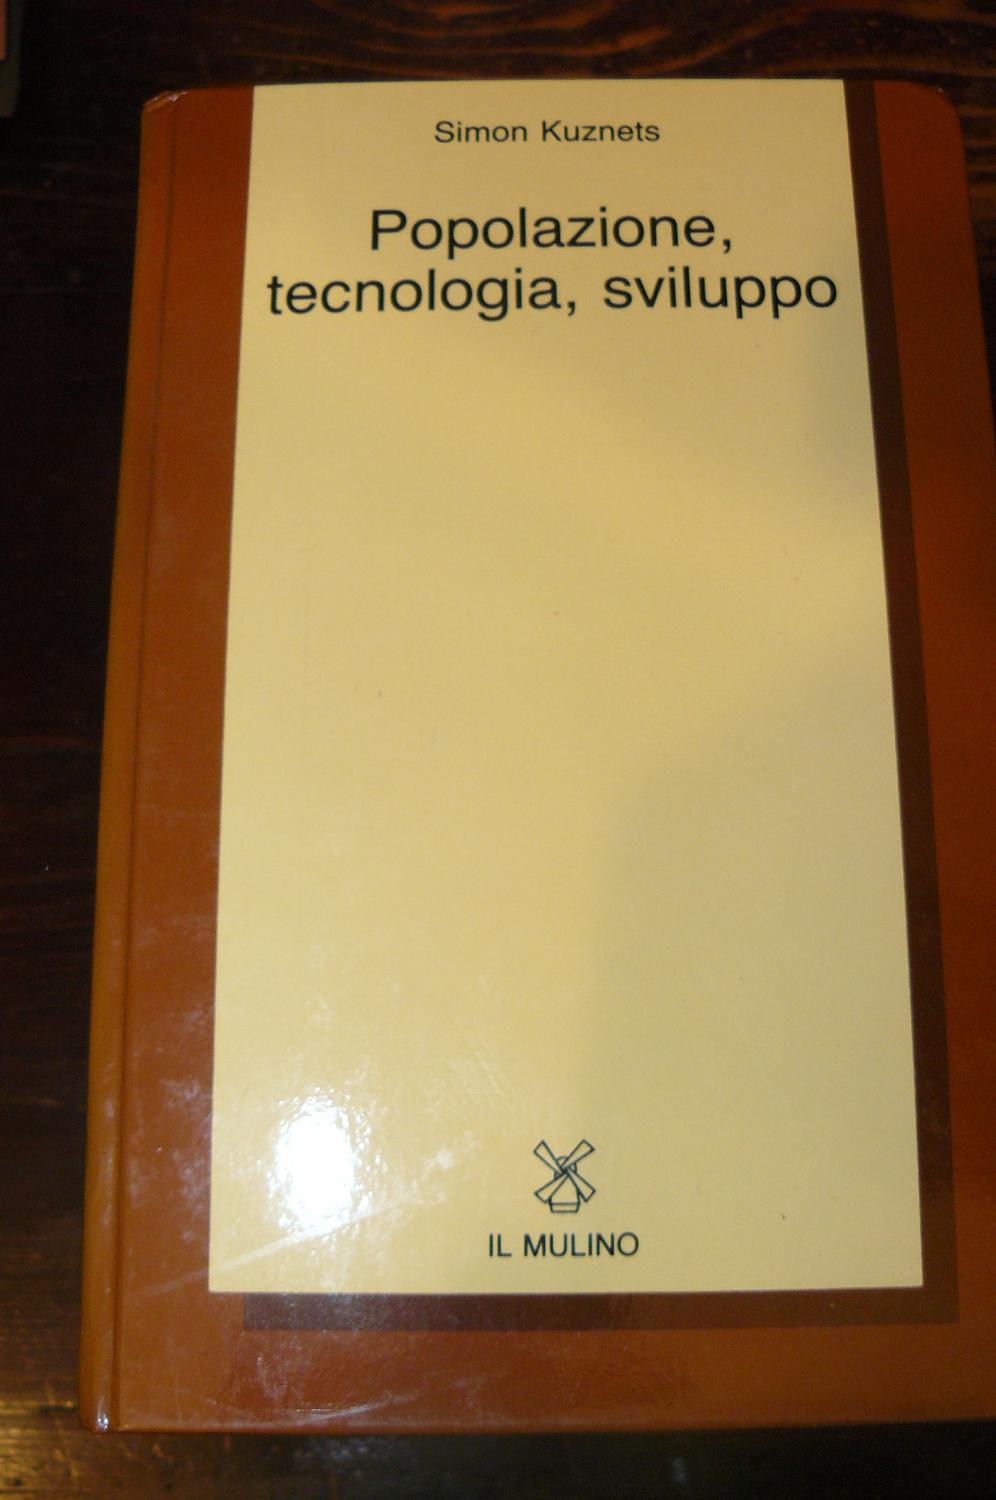 Simon Kuznets
Popolazione,
tecnologia, sviluppo
IL MULINO